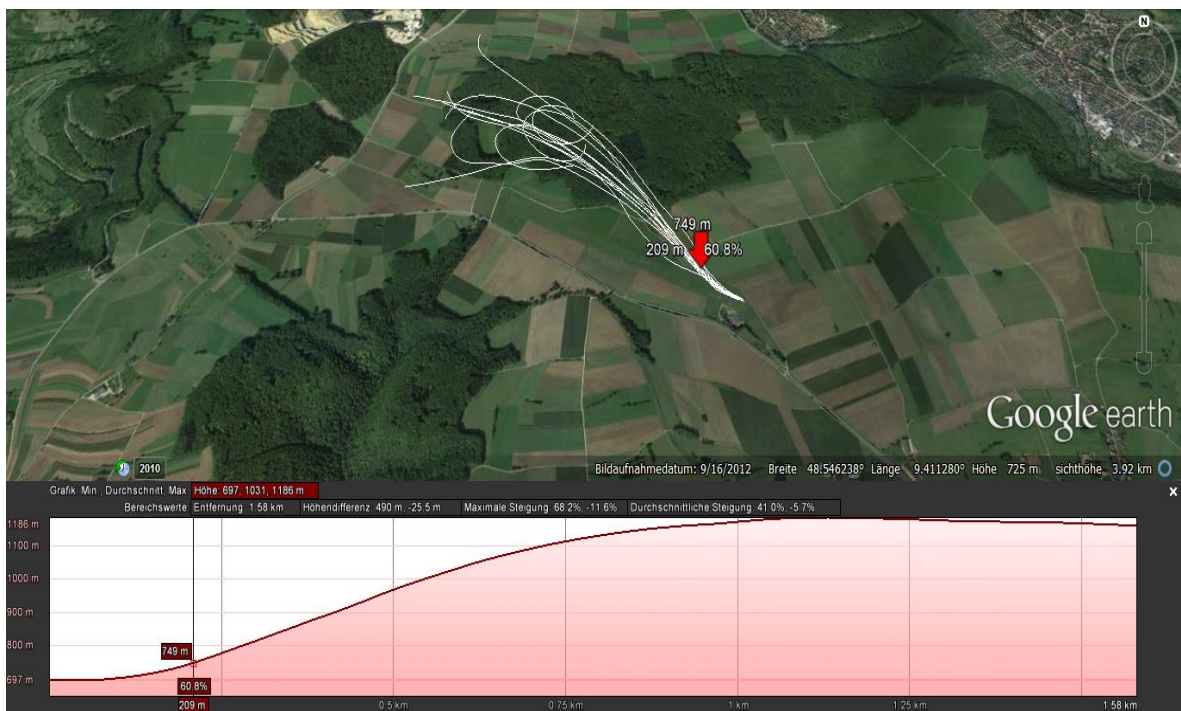 N
749 m
209 m 60.8%
Google earth
2010
Bildaufnahmedatum: 9/16/2012 Breite 48.546238° Länge 9.411280° Höhe 725 m sichthöhe 3.92 km
Grafik Min., Durchschnitt, Max Höhe: 697, 1031, 1186 m
x
Bereichswerte Entfernung: 1.58 km Höhendifferenz: 490 m, -25.5 m Maximale Steigung: 68.2%, -11.6% Durchschnittliche Steigung: 41.0%, -5.7%
1186 m
1100 m
1000 m
900 m
800 m
749 m
697 m
60.8%
209 m 0.5 km 0.75 km 1 km 1.25 km 1.58 km